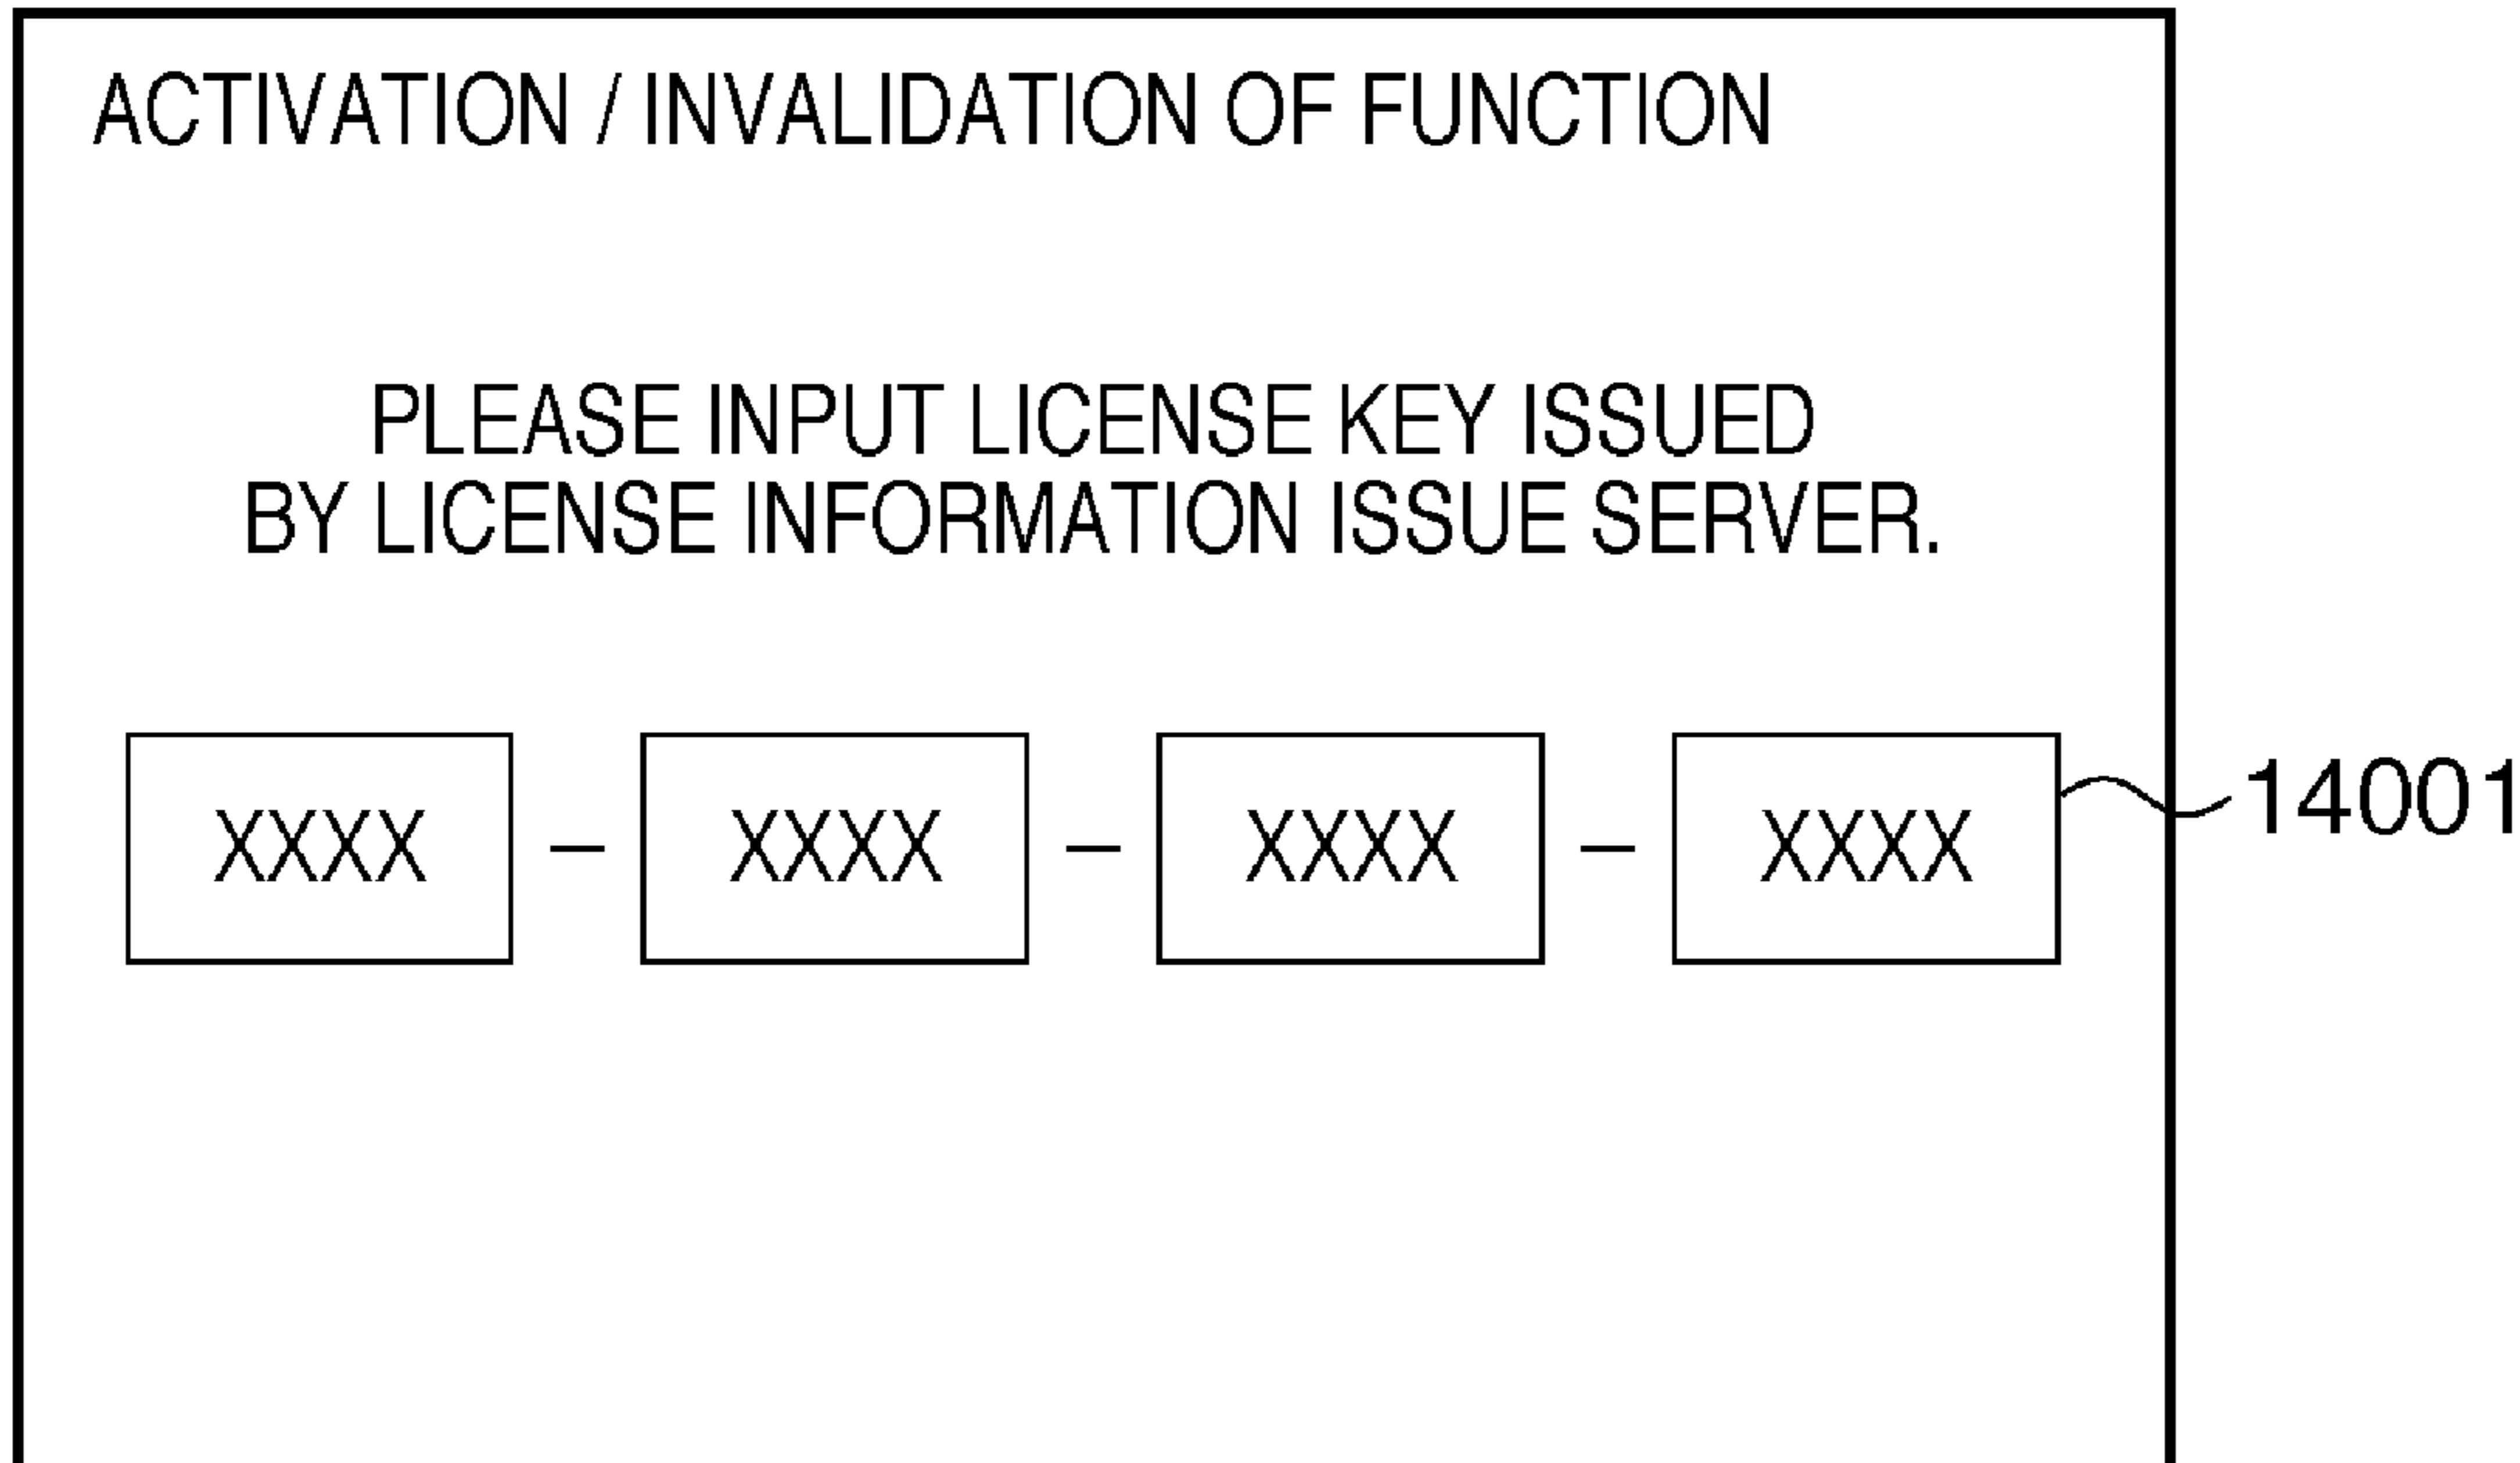 ACTIVATION / INVALIDATION OF FUNCTION
PLEASE INPUT LICENSE KEY ISSUED
BY LICENSE INFORMATION ISSUE SERVER.
XXXX – XXXX – XXXX – XXXX 14001